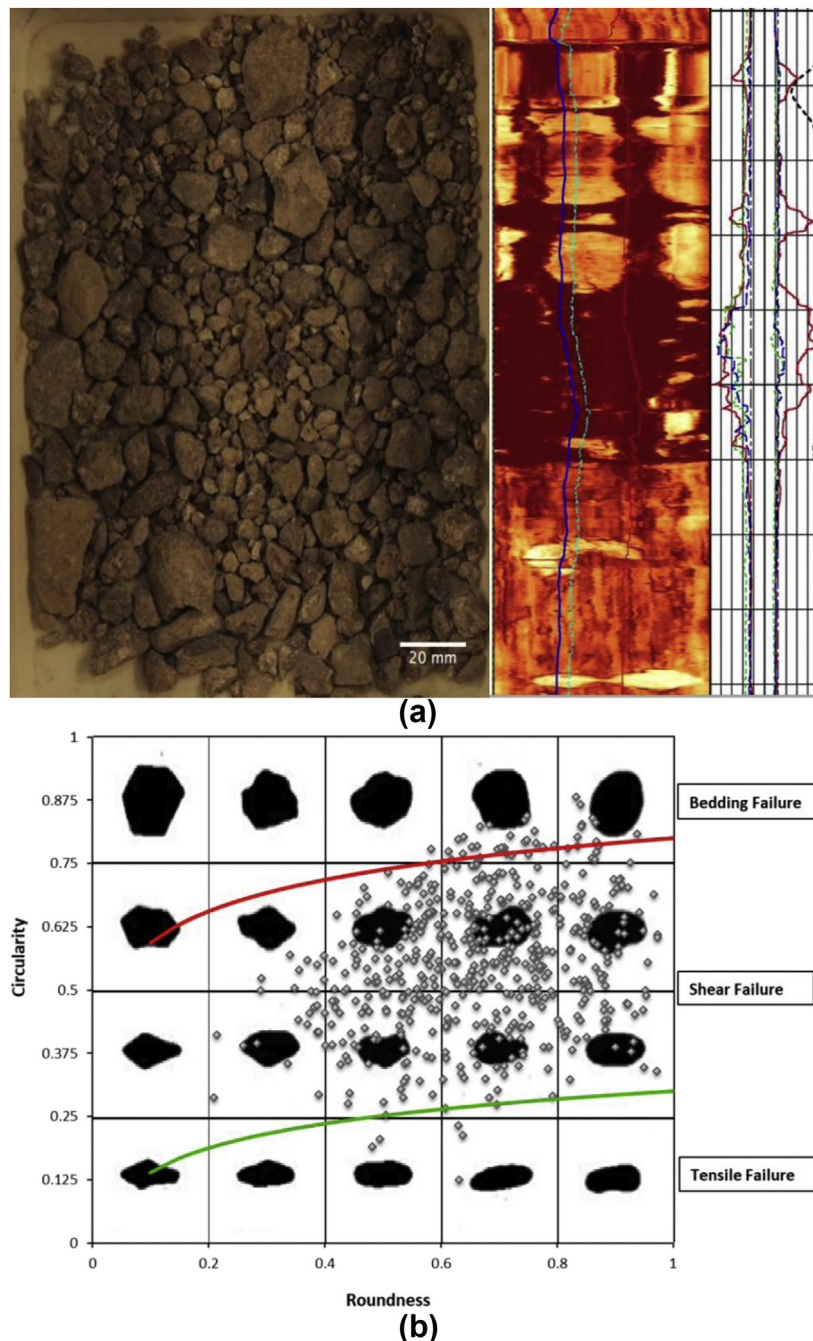 20 mm
(a)
1
0.875
0.75
0.625
0.5
0.375
0.25
0.125
0
Circularity
Bedding Failure
Shear Failure
Tensile Failure
0 0.2 0.4 0.6 0.8 1
Roundness
(b)